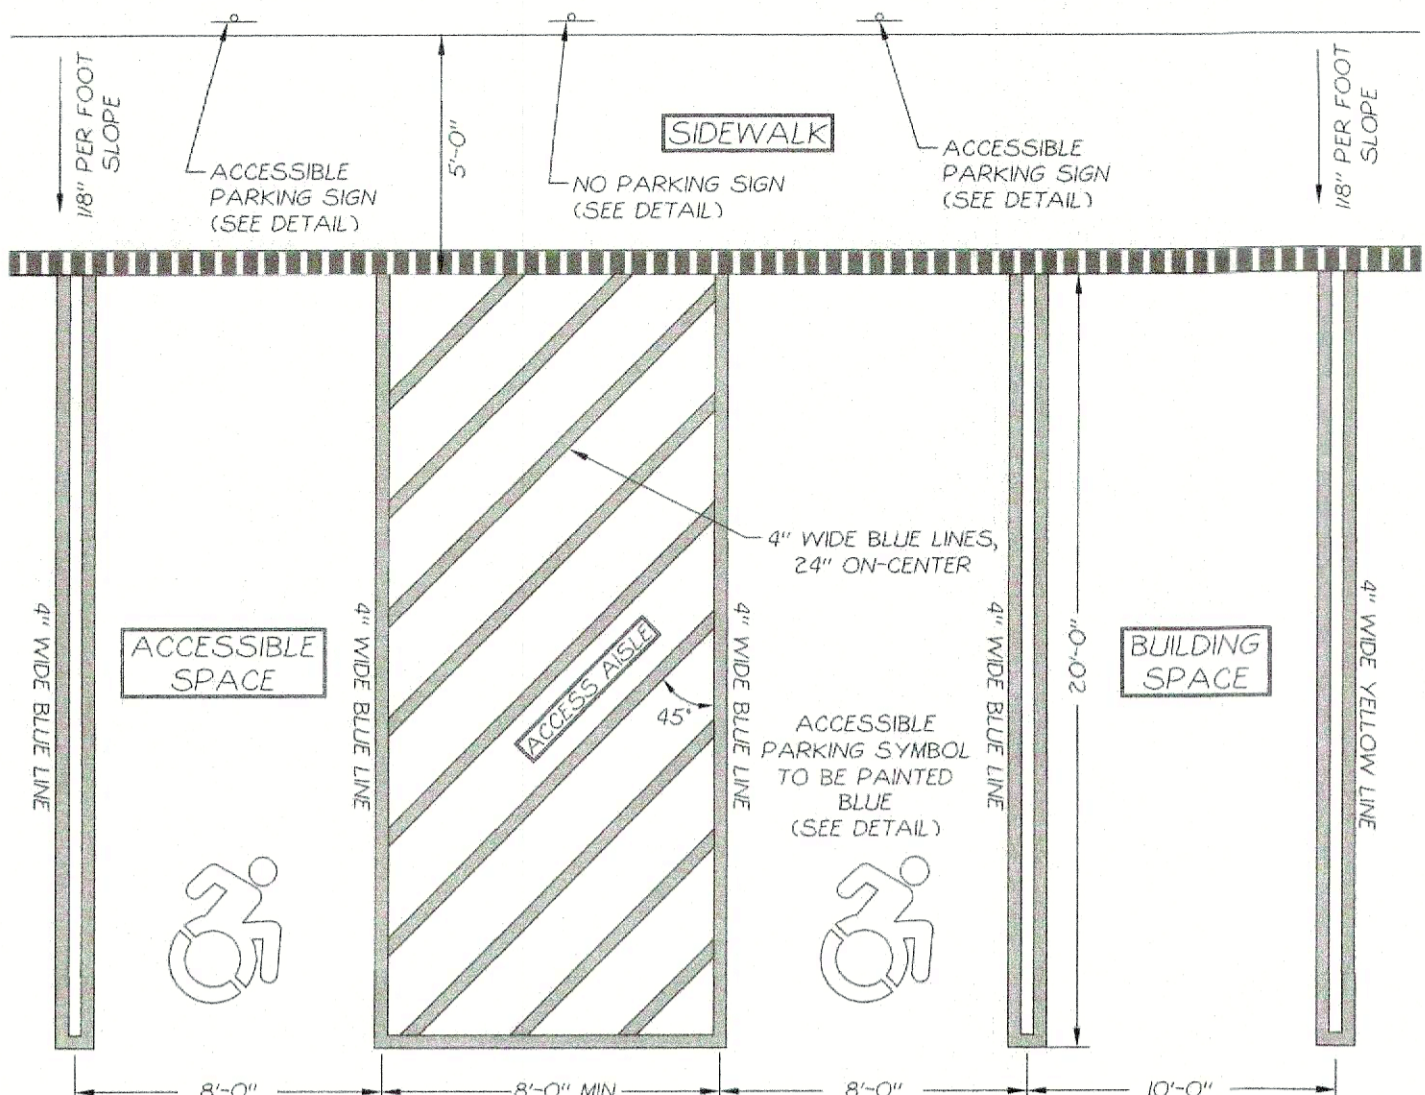 1/8" PER FOOT
SLOPE
ACCESSIBLE
PARKING SIGN
(SEE DETAIL)
5'-0"
SIDEWALK
NO PARKING SIGN
(SEE DETAIL)
ACCESSIBLE
PARKING SIGN
(SEE DETAIL)
1/8" PER FOOT
SLOPE
4" WIDE BLUE LINES,
24" ON-CENTER
4" WIDE BLUE LINE
ACCESSIBLE
SPACE
4" WIDE BLUE LINE
ACCESS AISLE
45°
4" WIDE BLUE LINE
ACCESSIBLE
PARKING SYMBOL
TO BE PAINTED
BLUE
(SEE DETAIL)
4" WIDE BLUE LINE
20'-0"
BUILDING
SPACE
4" WIDE YELLOW LINE
8'-0"
8'-0" MIN
8'-0"
10'-0"